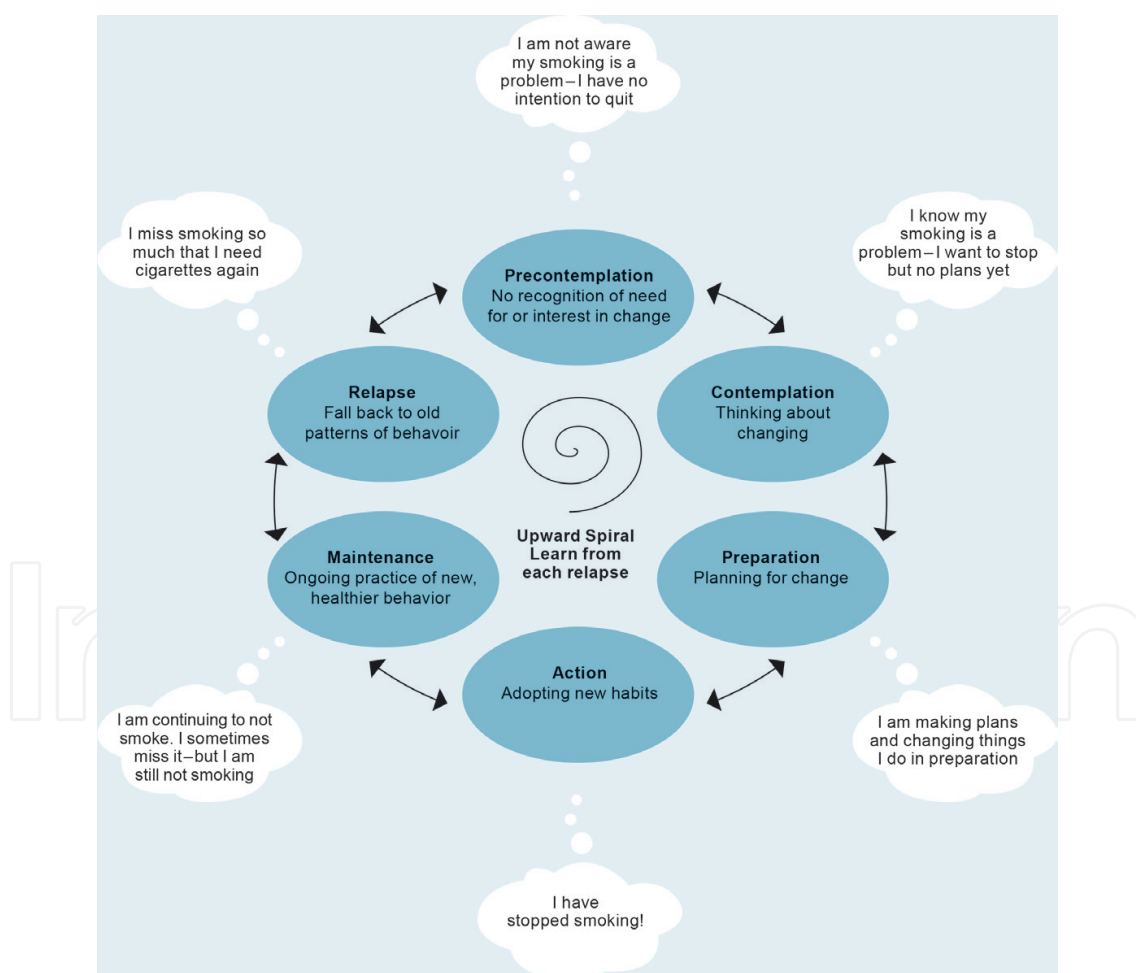 I am not aware
my smoking is a
problem–I have no
intention to quit
I know my
smoking is a
problem–I want to stop
but no plans yet
I miss smoking so
much that I need
cigarettes again
Precontemplation
No recognition of need
for or interest in change
Relapse
Fall back to old
patterns of behavoir
Contemplation
Thinking about
changing
Upward Spiral
Learn from
each relapse
Maintenance
Ongoing practice of new,
healthier behavior
Preparation
Planning for change
Action
Adopting new habits
I am continuing to not
smoke. I sometimes
miss it–but I am
still not smoking
I am making plans
and changing things
I do in preparation
I have
stopped smoking!